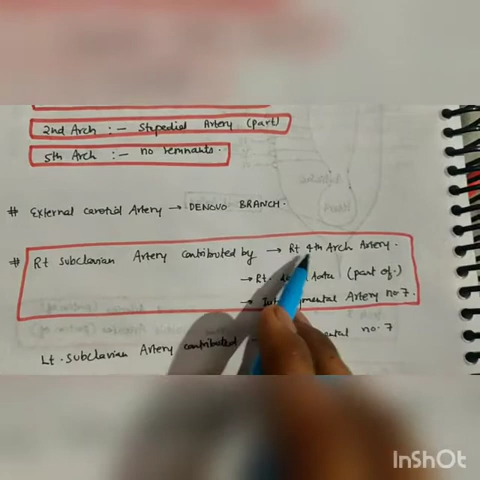 2nd Arch :- Stapedial Artery (part)
5th Arch :- no remnants.
# External carotid Artery → DENOVO BRANCH.
# Rt Subclavian Artery contributed by → Rt 4th Arch Artery.
→ Rt. (part of.)
→ Artery no 7.
Lt. Subclavian Artery contributed no. 7
InShOt